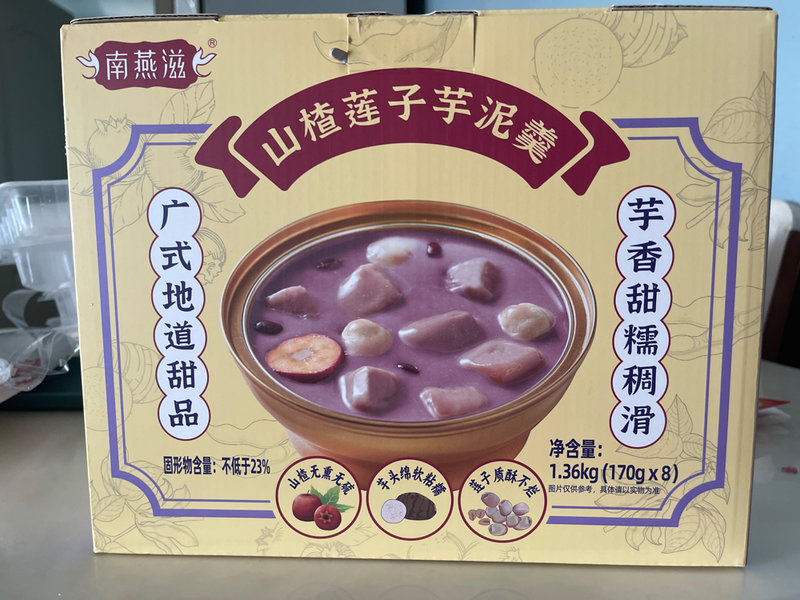 南燕滋®
山楂莲子芋泥羹
广式地道甜品
芋香甜糯稠滑
固形物含量：不低于23%
净含量：
1.36kg (170g x 8)
图片仅供参考，具体请以实物为准
山楂无熏无硫
芋头绵软粘糯
莲子质酥不烂